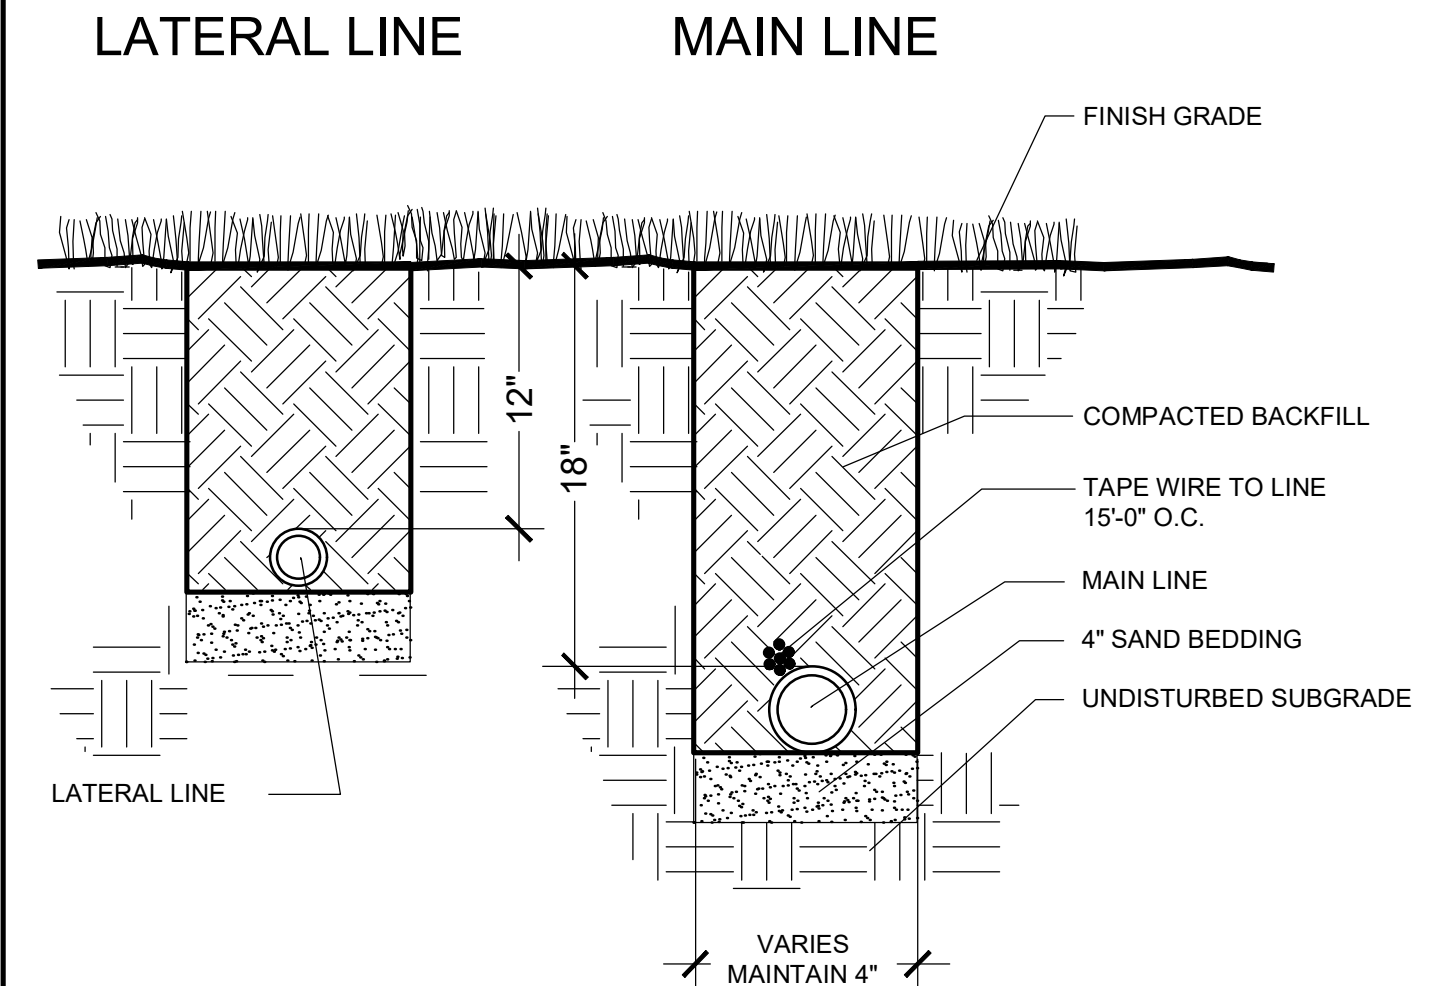 LATERAL LINE
MAIN LINE
FINISH GRADE
12"
18"
COMPACTED BACKFILL
TAPE WIRE TO LINE
15'-0" O.C.
MAIN LINE
4" SAND BEDDING
UNDISTURBED SUBGRADE
LATERAL LINE
VARIES
MAINTAIN 4"